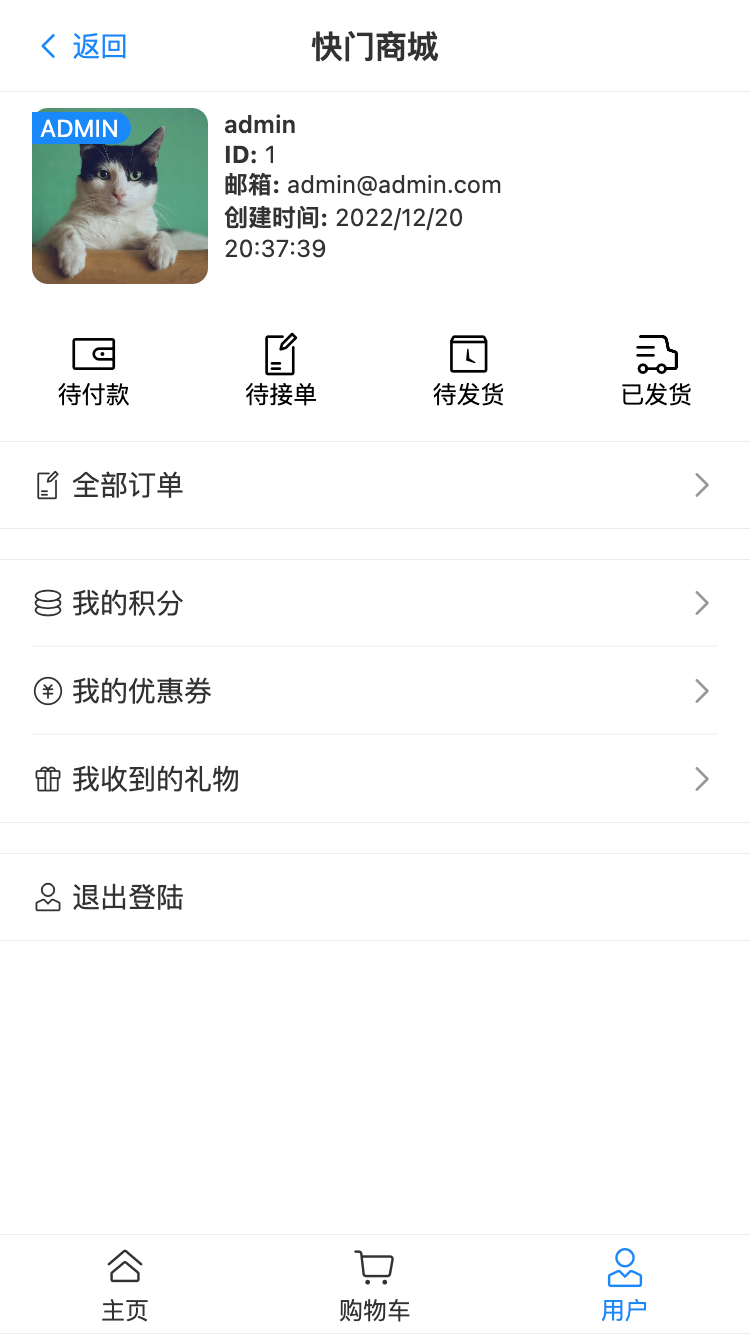 返回
快门商城
ADMIN
admin
ID: 1
邮箱: admin@admin.com
创建时间: 2022/12/20
20:37:39
待付款
待接单
待发货
已发货
全部订单
我的积分
我的优惠券
我收到的礼物
退出登陆
主页
购物车
用户